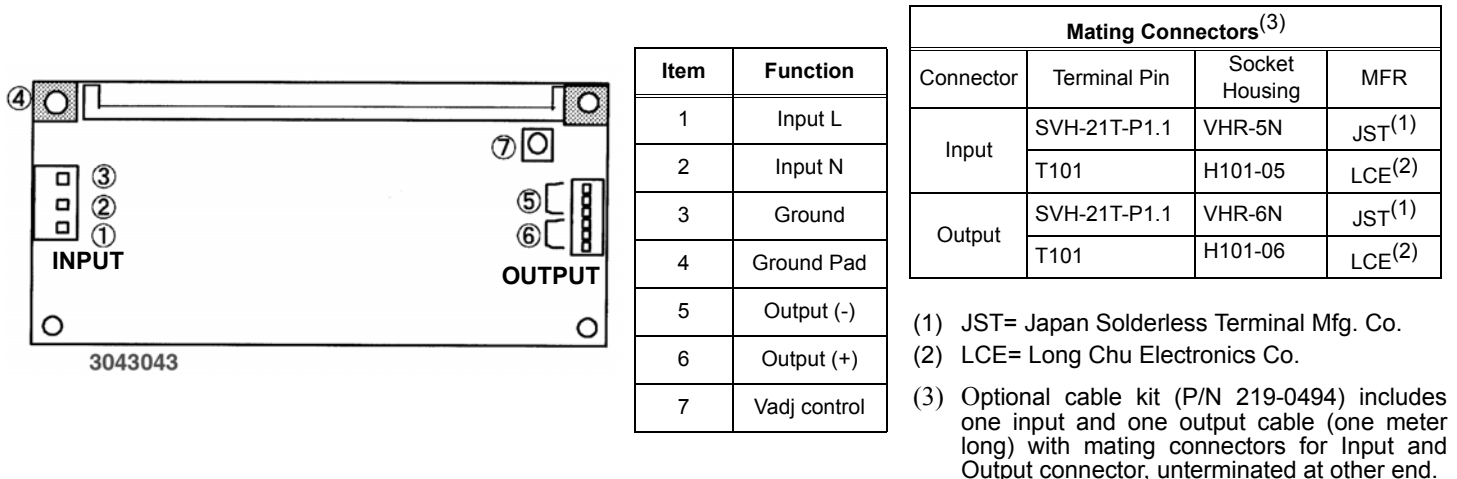 ④
⑦
③
②
①
INPUT
⑤
⑥
OUTPUT
3043043
Item Function
1 Input L
2 Input N
3 Ground
4 Ground Pad
5 Output (-)
6 Output (+)
7 Vadj control
Mating Connectors(3)
Connector Terminal Pin Socket Housing MFR
Input SVH-21T-P1.1 VHR-5N JST(1)
T101 H101-05 LCE(2)
Output SVH-21T-P1.1 VHR-6N JST(1)
T101 H101-06 LCE(2)
(1) JST= Japan Solderless Terminal Mfg. Co.
(2) LCE= Long Chu Electronics Co.
(3) Optional cable kit (P/N 219-0494) includes
one input and one output cable (one meter
long) with mating connectors for Input and
Output connector, unterminated at other end.